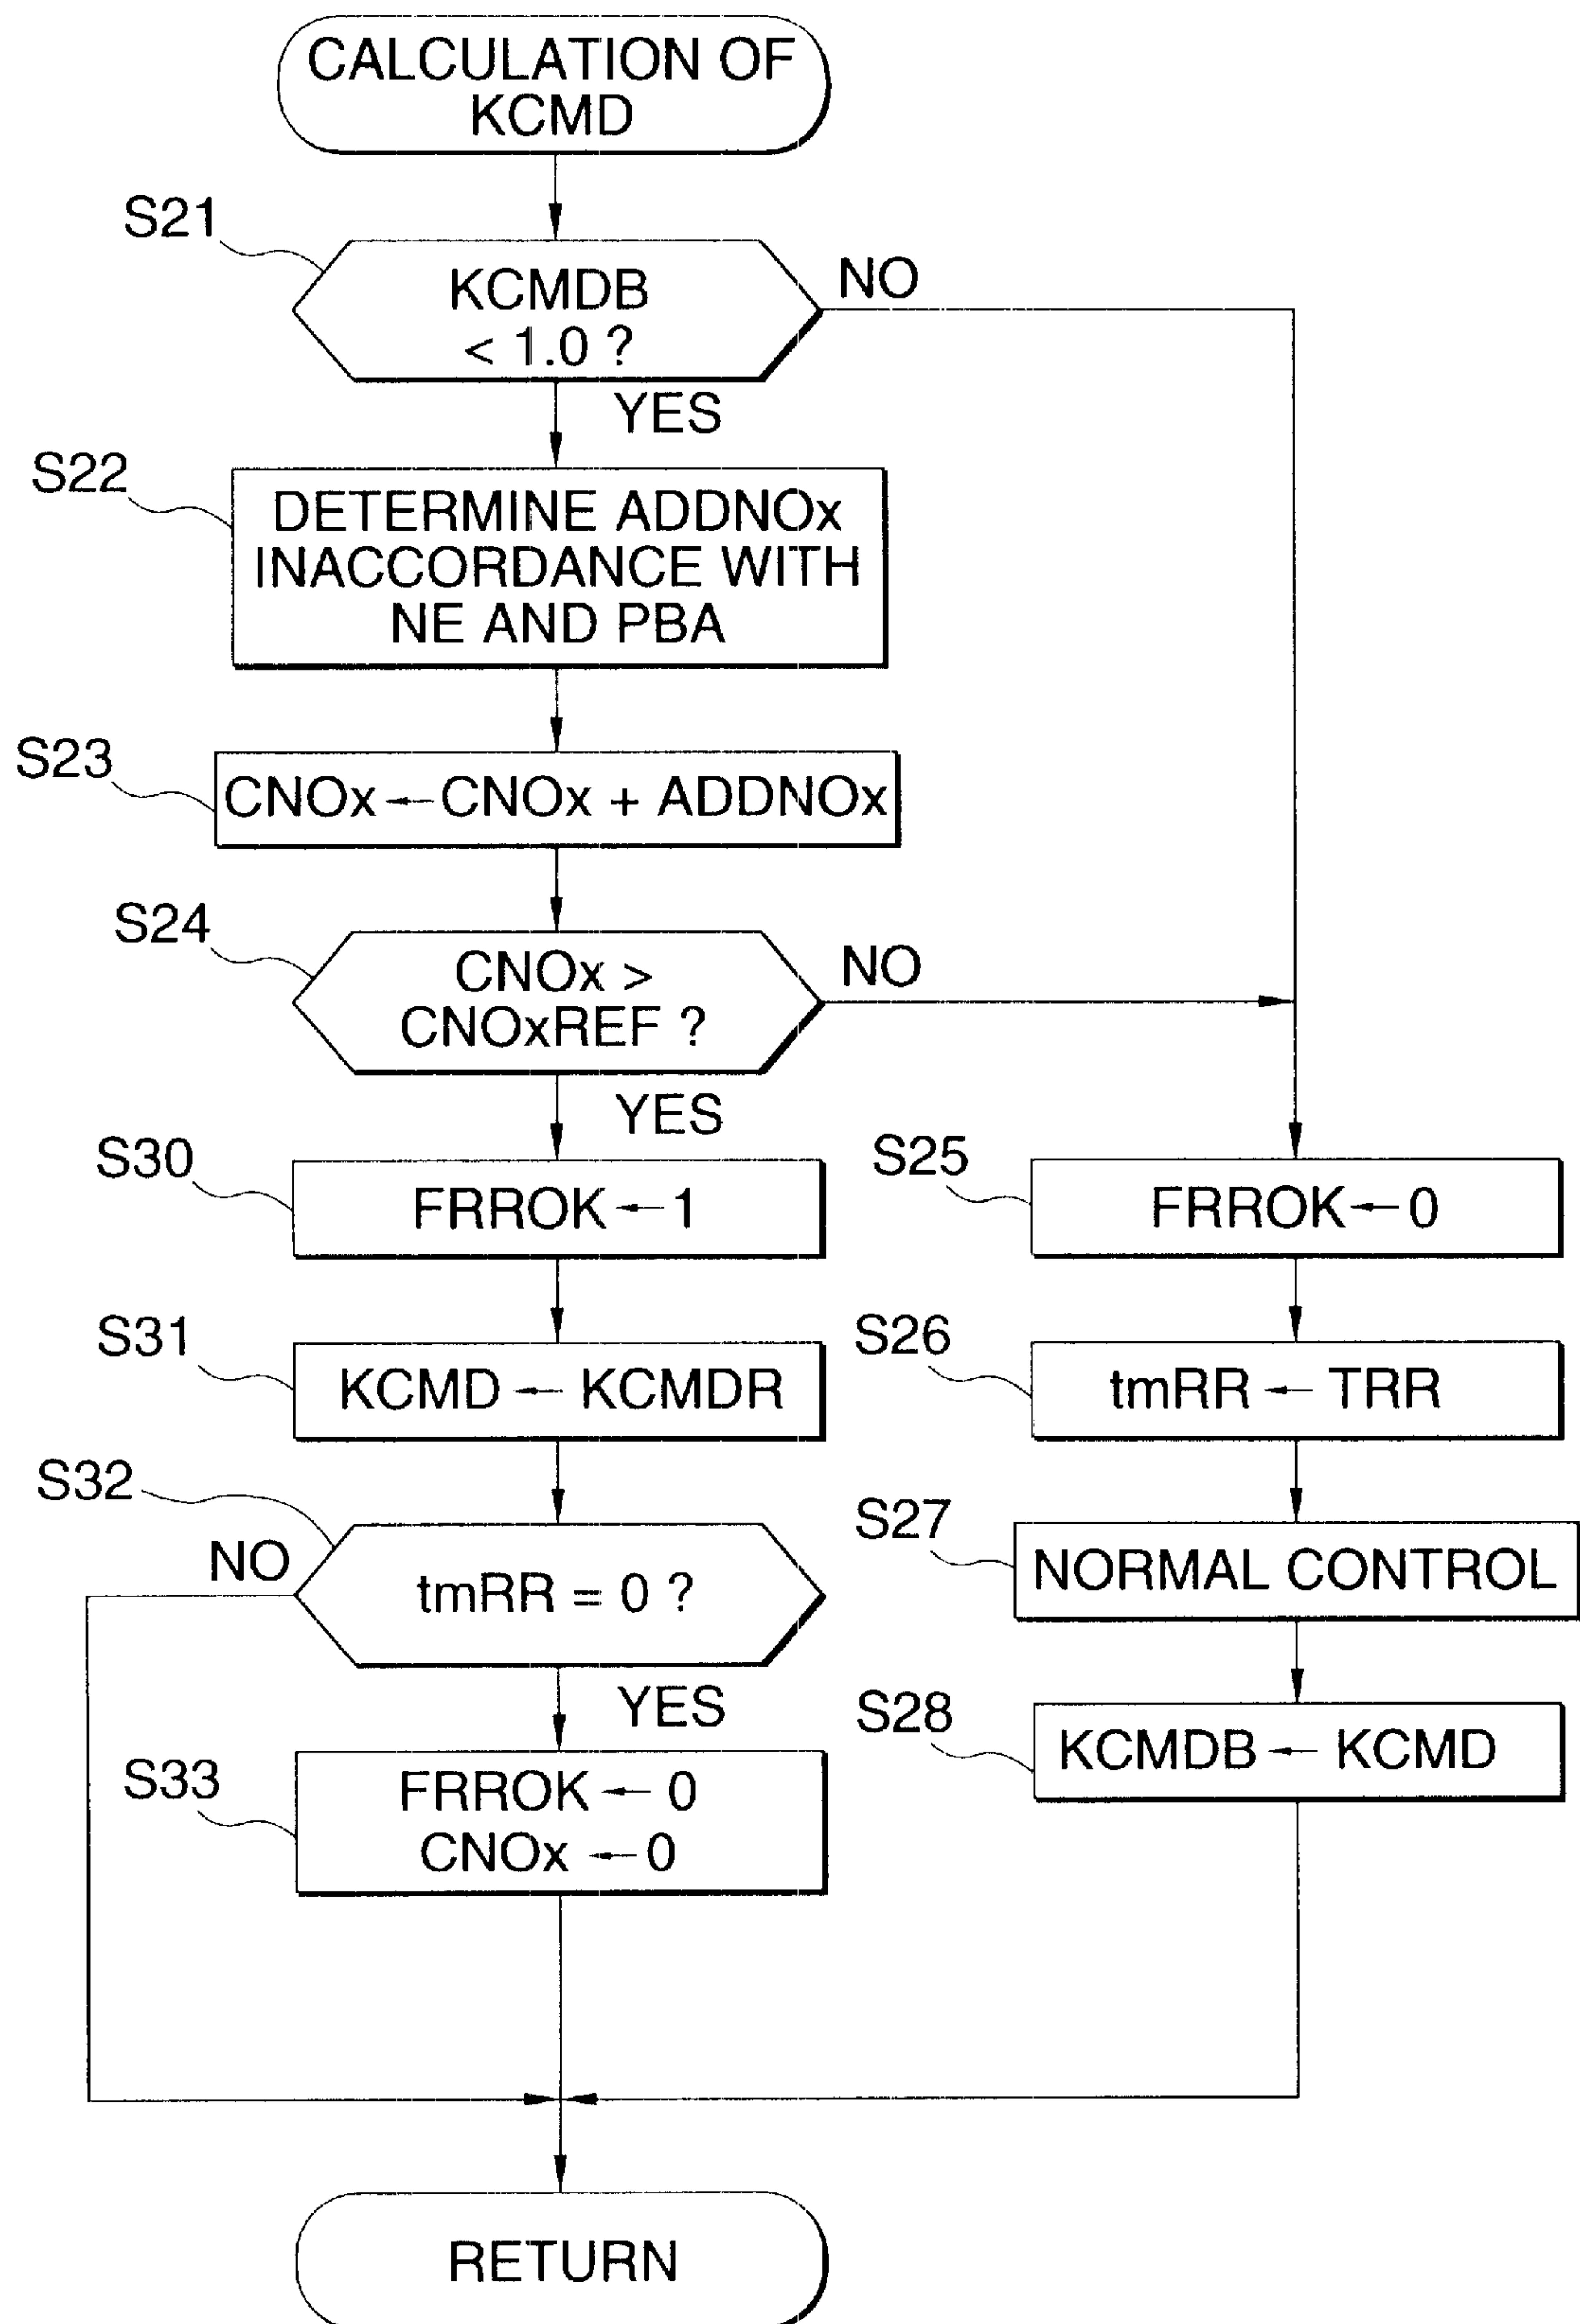 CALCULATION OF
KCMD
S21
KCMDB
< 1.0 ?
NO
YES
S22
DETERMINE ADDNOx
INACCORDANCE WITH
NE AND PBA
S23
CNOx ← CNOx + ADDNOx
S24
CNOx >
CNOxREF ?
NO
YES
S30
FRROK ← 1
S25
FRROK ← 0
S31
KCMD ← KCMDR
S26
tmRR ← TRR
S32
NO
tmRR = 0 ?
YES
S27
NORMAL CONTROL
S28
KCMDB ← KCMD
S33
FRROK ← 0
CNOx ← 0
RETURN